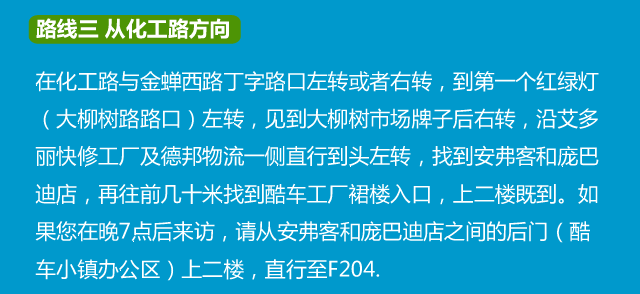 路线三 从化工路方向
在化工路与金蝉西路丁字路口左转或者右转，到第一个红绿灯
（大柳树路路口）左转，见到大柳树市场牌子后右转，沿艾多
丽快修工厂及德邦物流一侧直行到头左转，找到安弗客和庞巴
迪店，再往前几十米找到酷车工厂裙楼入口，上二楼既到。如
果您在晚7点后来访，请从安弗客和庞巴迪店之间的后门（酷
车小镇办公区）上二楼，直行至F204.